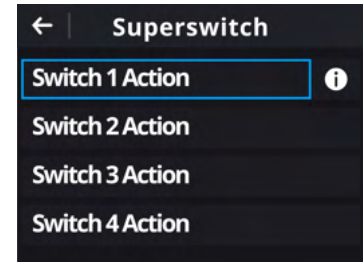 Superswitch
Switch 1 Action
Switch 2 Action
Switch 3 Action
Switch 4 Action